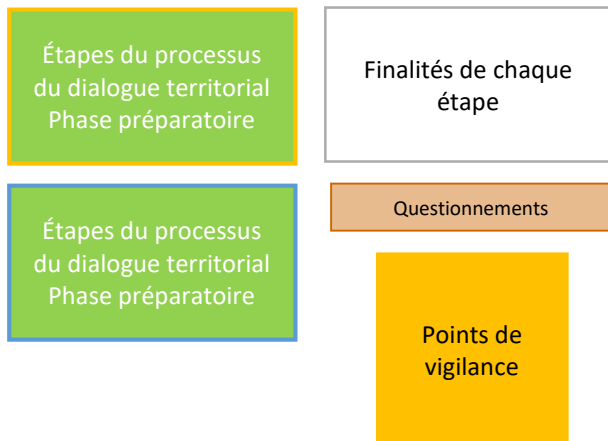 Étapes du processus
du dialogue territorial
Phase préparatoire
Finalités de chaque
étape
Étapes du processus
du dialogue territorial
Phase préparatoire
Questionnements
Points de
vigilance